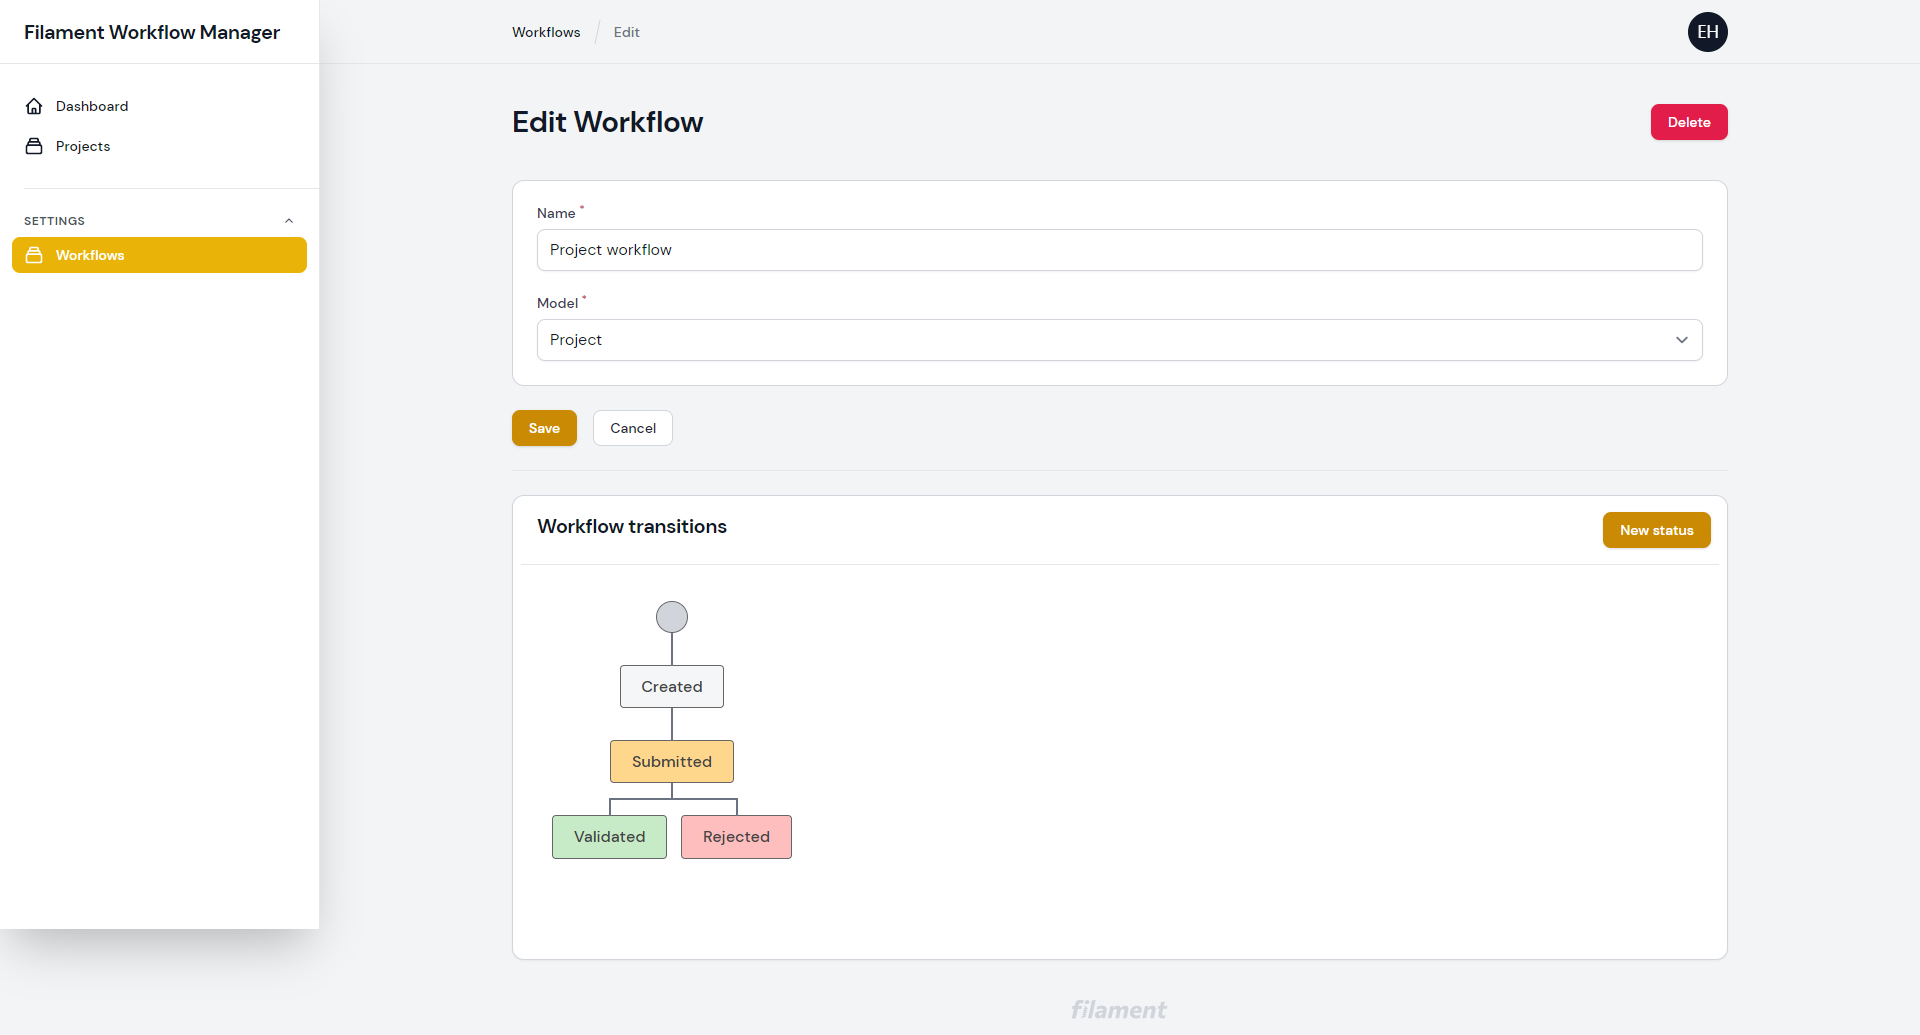 Filament Workflow Manager
Dashboard
Projects
SETTINGS
Workflows
Workflows / Edit
EH
Edit Workflow
Delete
Name *
Project workflow
Model *
Project
Save
Cancel
Workflow transitions
New status
Created
Submitted
Validated
Rejected
filament